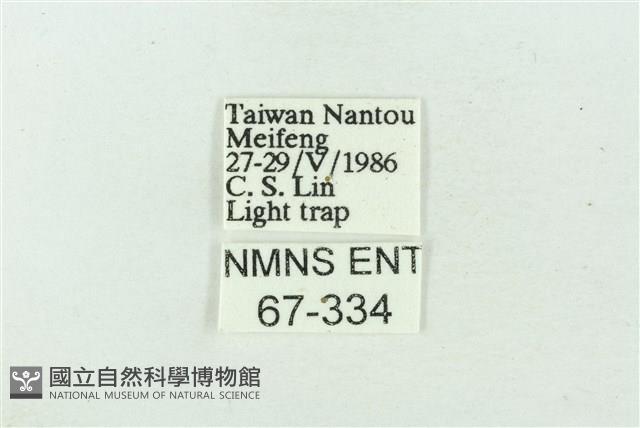 Taiwan Nantou
Meifeng
27-29/V/1986
C. S. Lin
Light trap
NMNS ENT
67-334
國立自然科學博物館
NATIONAL MUSEUM OF NATURAL SCIENCE